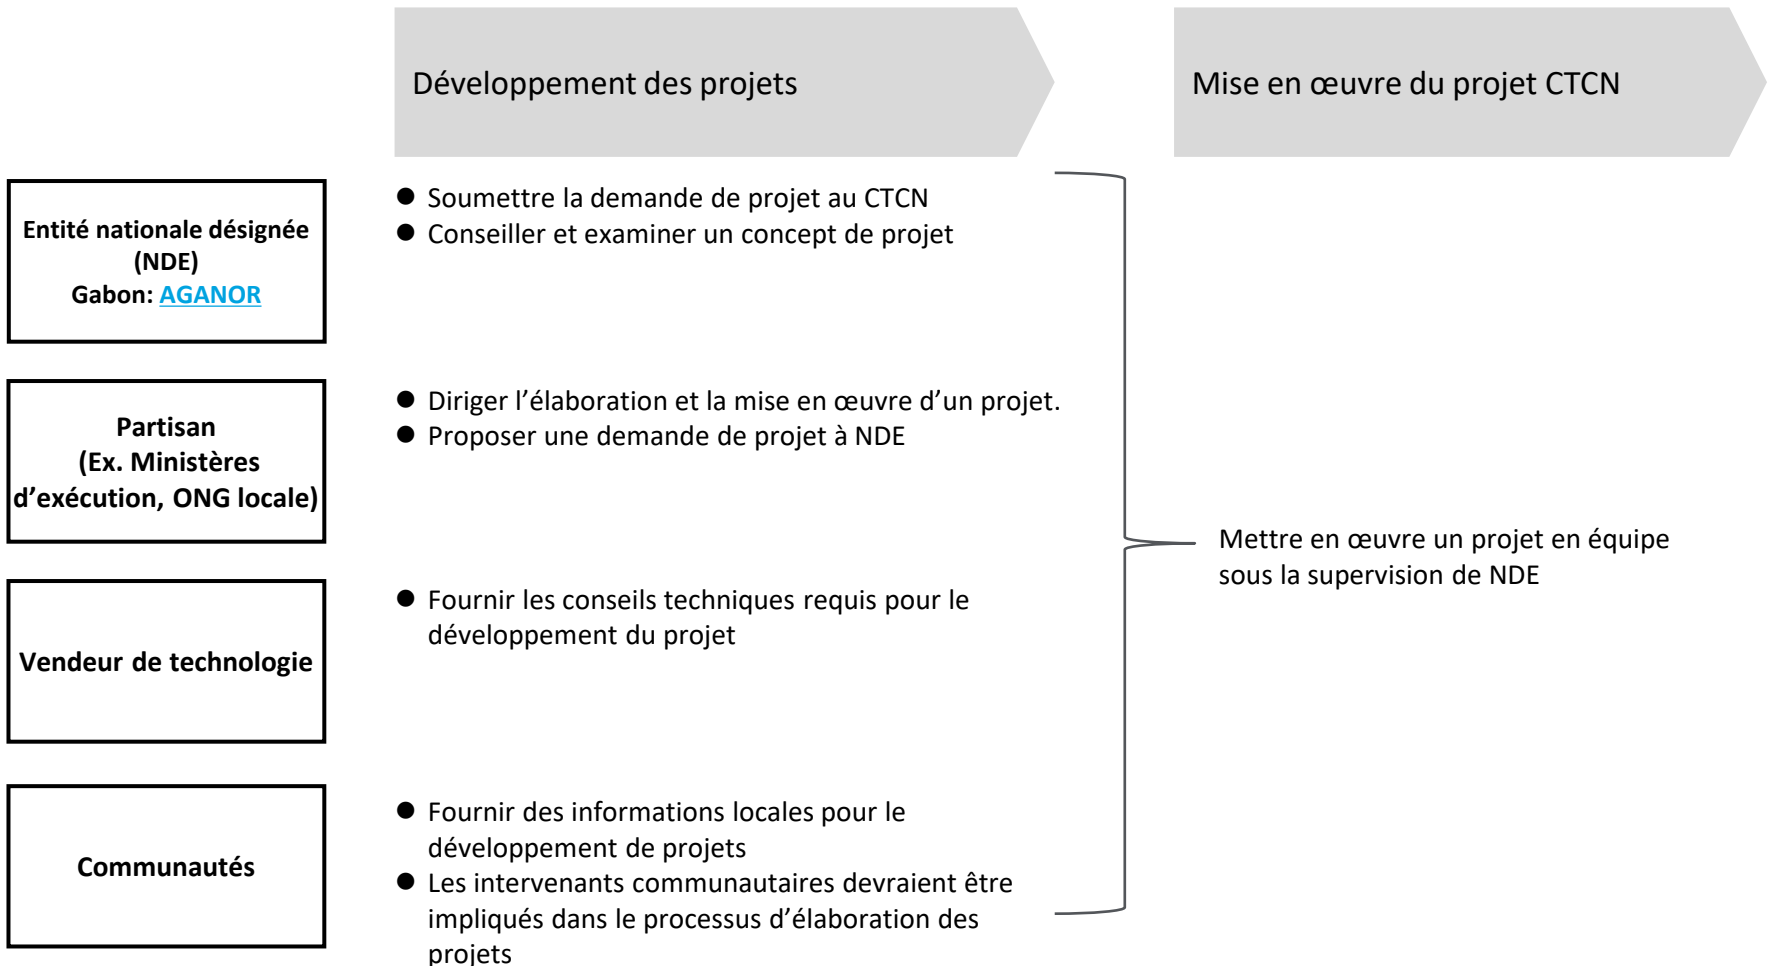 Développement des projets
Mise en œuvre du projet CTCN
Entité nationale désignée
(NDE)
Gabon: AGANOR
● Soumettre la demande de projet au CTCN
● Conseiller et examiner un concept de projet
Partisan
(Ex. Ministères
d’exécution, ONG locale)
● Diriger l’élaboration et la mise en œuvre d’un projet.
● Proposer une demande de projet à NDE
Mettre en œuvre un projet en équipe
sous la supervision de NDE
Vendeur de technologie
● Fournir les conseils techniques requis pour le
développement du projet
Communautés
● Fournir des informations locales pour le
développement de projets
● Les intervenants communautaires devraient être
impliqués dans le processus d’élaboration des
projets